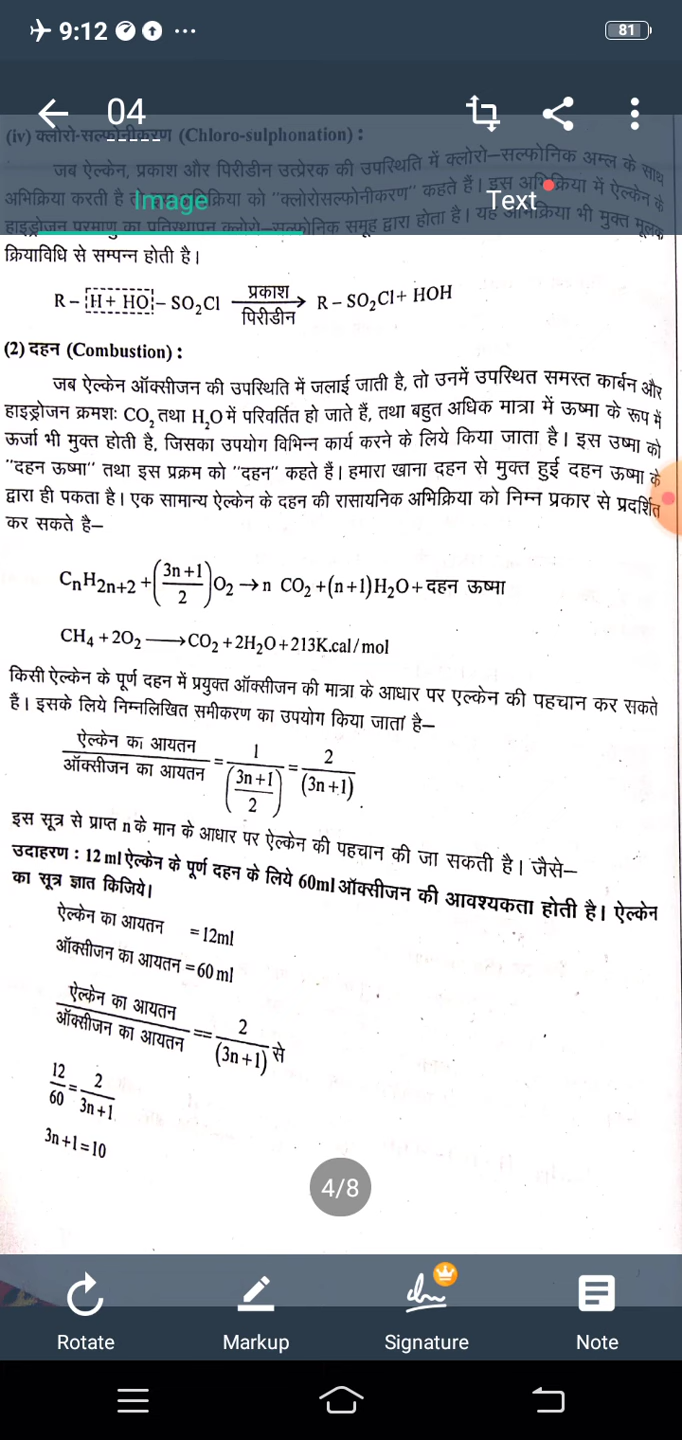 9:12
81
04
(iv) क्लोरो-सल्फोनीकरण (Chloro-sulphonation) :
जब ऐल्केन, प्रकाश और पिरीडीन उत्प्रेरक की उपस्थिति में क्लोरो–सल्फोनिक अम्ल के साथ
अभिक्रिया करती है क्रिया को "क्लोरोसल्फोनीकरण" कहते हैं। इस अभिक्रिया में ऐल्केन के
Image
Text
हाइड्रोजन परमाणु का प्रतिस्थापन क्लोरो–सल्फोनिक समूह द्वारा होता है। यह अभिक्रिया भी मुक्त मूलक
क्रियाविधि से सम्पन्न होती है।
R – H + HO – SO₂Cl प्रकाश/पिरीडीन → R – SO₂Cl + HOH
(2) दहन (Combustion) :
जब ऐल्केन ऑक्सीजन की उपस्थिति में जलाई जाती है, तो उनमें उपस्थित समस्त कार्बन और
हाइड्रोजन क्रमशः CO₂ तथा H₂O में परिवर्तित हो जाते हैं, तथा बहुत अधिक मात्रा में ऊष्मा के रूप में
ऊर्जा भी मुक्त होती है, जिसका उपयोग विभिन्न कार्य करने के लिये किया जाता है। इस उष्मा को
"दहन ऊष्मा" तथा इस प्रक्रम को "दहन" कहते हैं। हमारा खाना दहन से मुक्त हुई दहन ऊष्मा के
द्वारा ही पकता है। एक सामान्य ऐल्केन के दहन की रासायनिक अभिक्रिया को निम्न प्रकार से प्रदर्शित
कर सकते है–
CnH2n+2 + ((3n+1)/2) O₂ → n CO₂ + (n+1) H₂O + दहन ऊष्मा
CH₄ + 2O₂ ⟶ CO₂ + 2H₂O + 213K.cal/mol
किसी ऐल्केन के पूर्ण दहन में प्रयुक्त ऑक्सीजन की मात्रा के आधार पर एल्केन की पहचान कर सकते
हैं। इसके लिये निम्नलिखित समीकरण का उपयोग किया जाता है–
ऐल्केन का आयतन/ऑक्सीजन का आयतन = 1/((3n+1)/2) = 2/(3n+1)
इस सूत्र से प्राप्त n के मान के आधार पर ऐल्केन की पहचान की जा सकती है। जैसे–
उदाहरण : 12 ml ऐल्केन के पूर्ण दहन के लिये 60ml ऑक्सीजन की आवश्यकता होती है। ऐल्केन
का सूत्र ज्ञात किजिये।
ऐल्केन का आयतन = 12ml
ऑक्सीजन का आयतन = 60 ml
ऐल्केन का आयतन/ऑक्सीजन का आयतन == 2/(3n+1) से
12/60 = 2/3n+1
3n+1=10
4/8
Rotate
Markup
Signature
Note